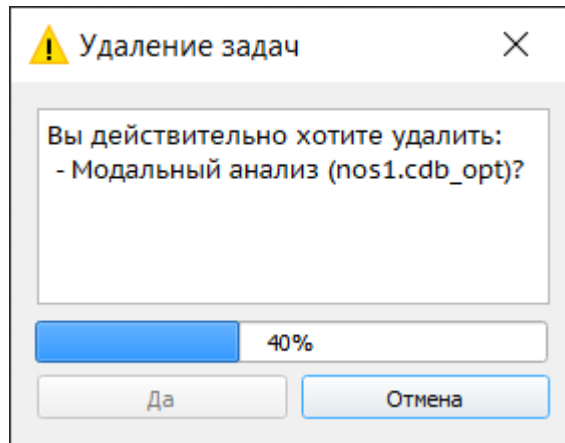 Удаление задач
Вы действительно хотите удалить:
- Модальный анализ (nos1.cdb_opt)?
40%
Да
Отмена